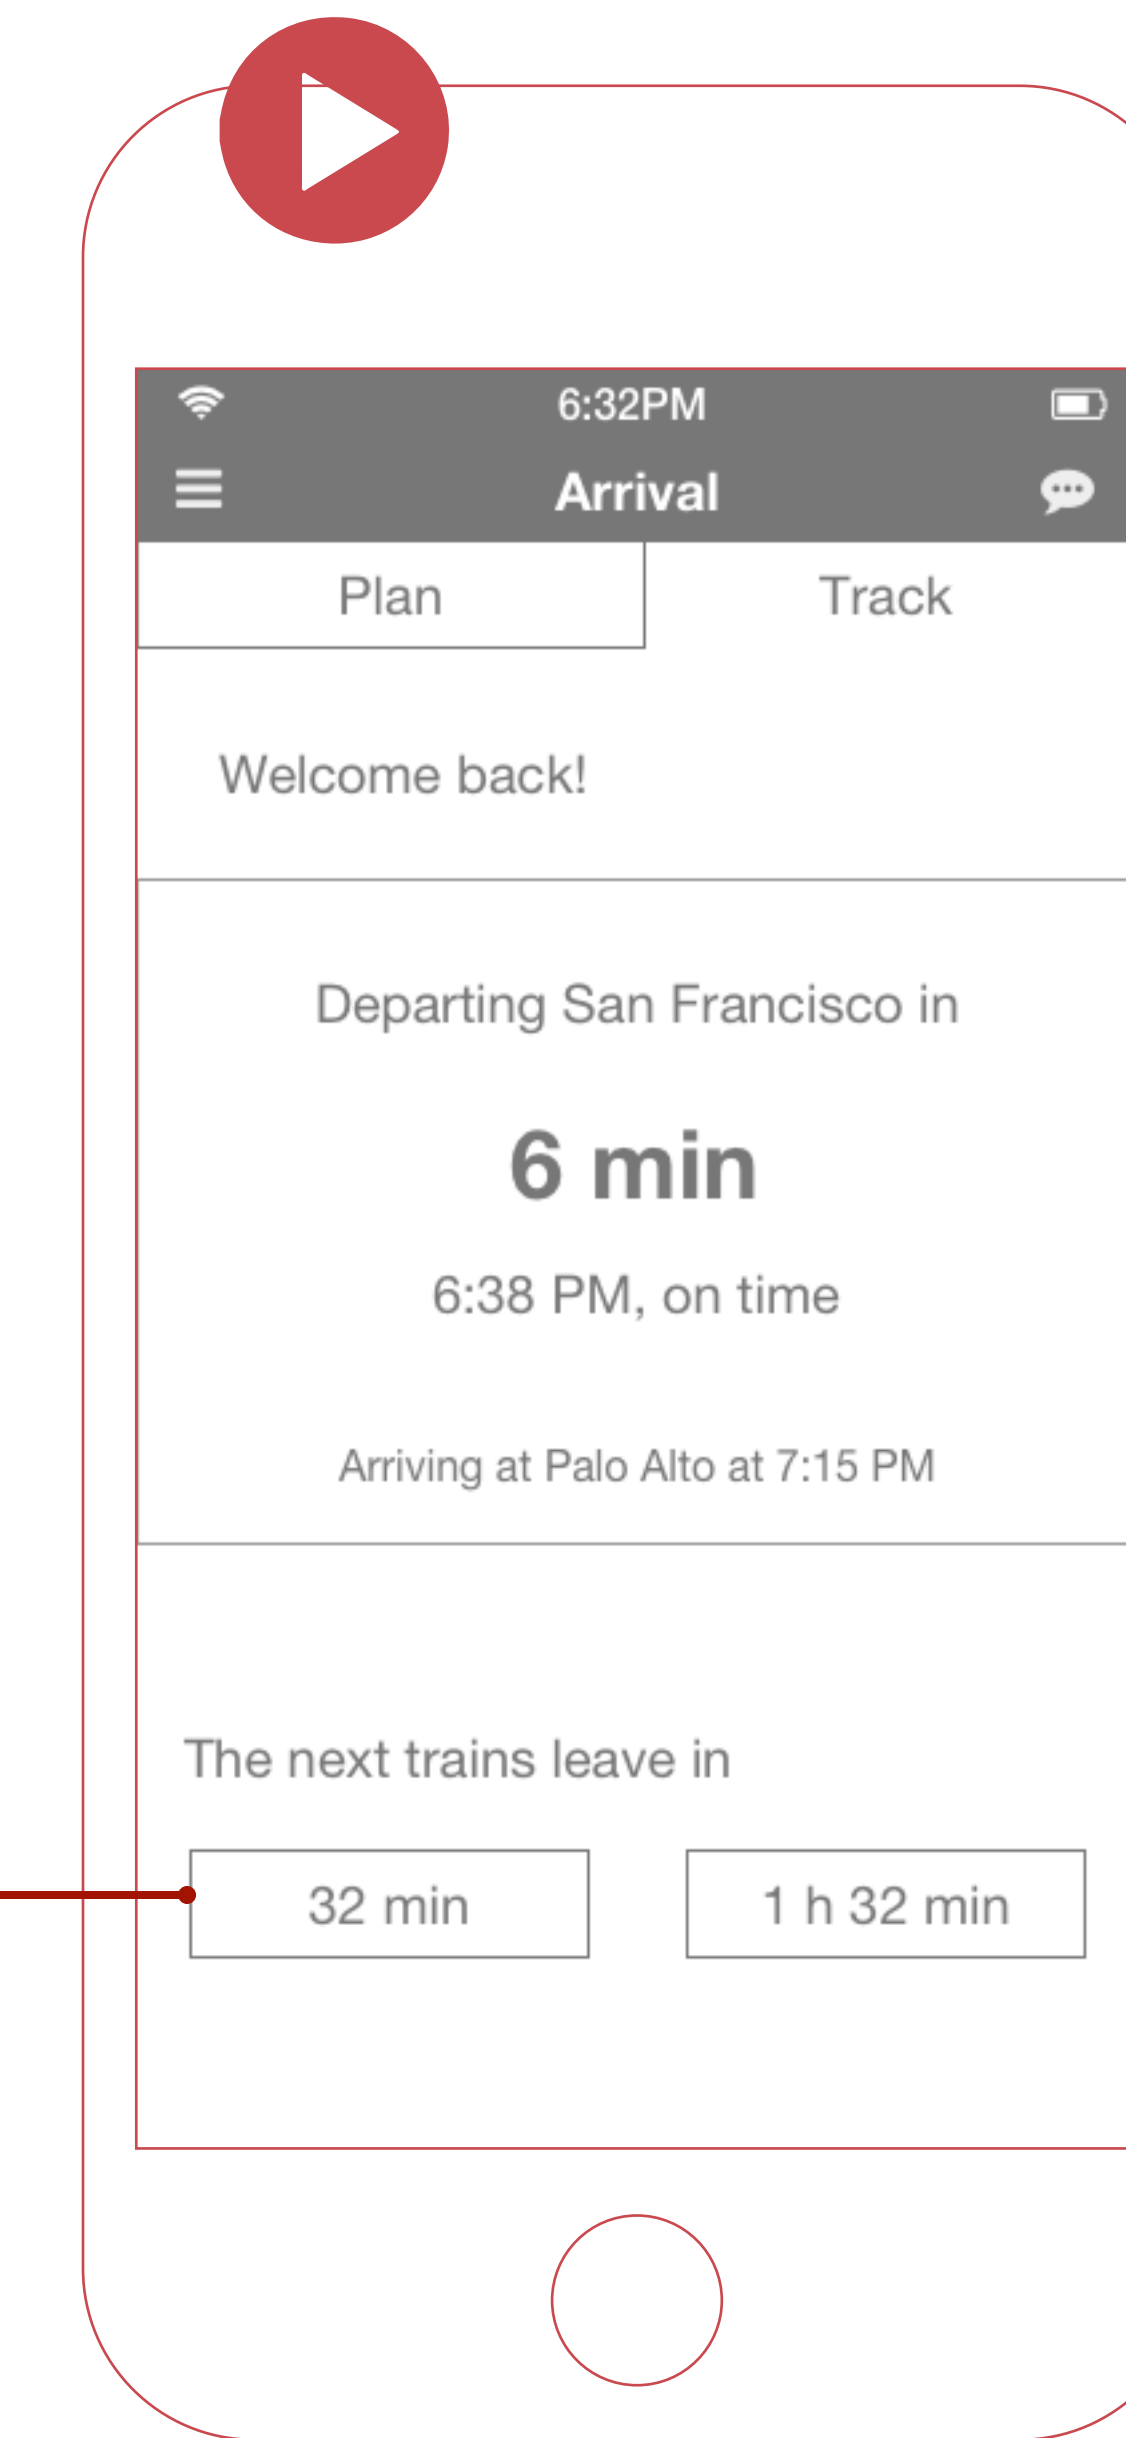 6:32PM
Arrival
Plan
Track
Welcome back!
Departing San Francisco in
6 min
6:38 PM, on time
Arriving at Palo Alto at 7:15 PM
The next trains leave in
32 min
1 h 32 min